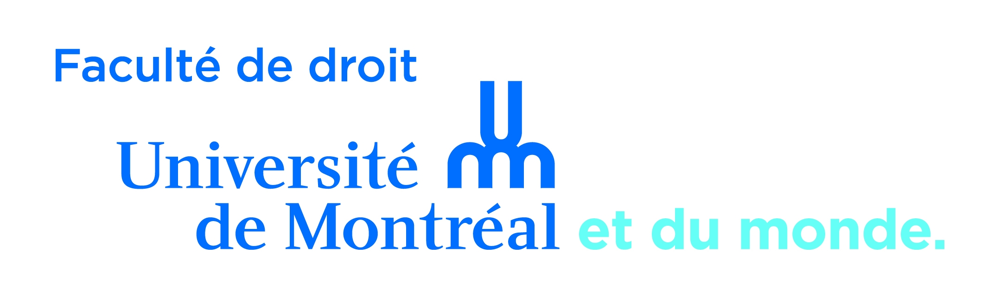 Faculté de droit
Université
de Montréal et du monde.